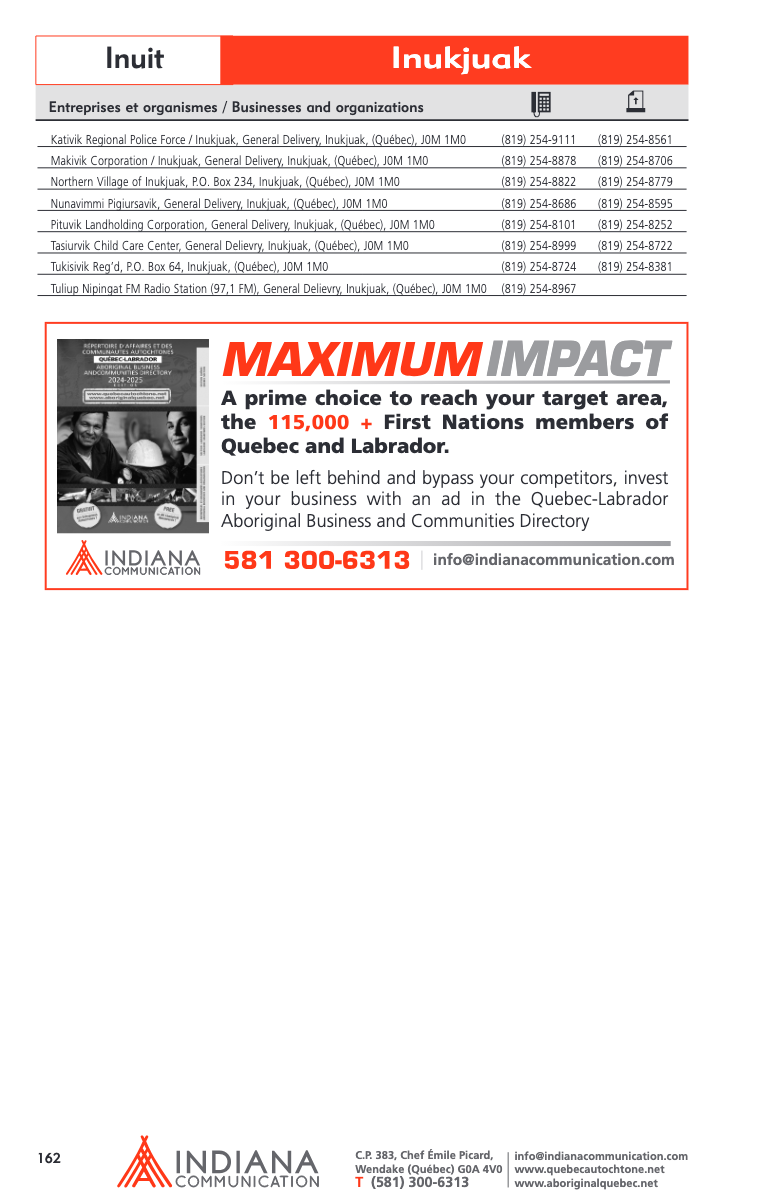 Inuit
Inukjuak
Entreprises et organismes / Businesses and organizations
Kativik Regional Police Force / Inukjuak, General Delivery, Inukjuak, (Québec), J0M 1M0 (819) 254-9111 (819) 254-8561
Makivik Corporation / Inukjuak, General Delivery, Inukjuak, (Québec), J0M 1M0 (819) 254-8878 (819) 254-8706
Northern Village of Inukjuak, P.O. Box 234, Inukjuak, (Québec), J0M 1M0 (819) 254-8822 (819) 254-8779
Nunavimmi Pigiursavik, General Delivery, Inukjuak, (Québec), J0M 1M0 (819) 254-8686 (819) 254-8595
Pituvik Landholding Corporation, General Delivery, Inukjuak, (Québec), J0M 1M0 (819) 254-8101 (819) 254-8252
Tasiurvik Child Care Center, General Delievry, Inukjuak, (Québec), J0M 1M0 (819) 254-8999 (819) 254-8722
Tukisivik Reg'd, P.O. Box 64, Inukjuak, (Québec), J0M 1M0 (819) 254-8724 (819) 254-8381
Tuliup Nipingat FM Radio Station (97,1 FM), General Delievry, Inukjuak, (Québec), J0M 1M0 (819) 254-8967
RÉPERTOIRE D'AFFAIRES ET DES
COMMUNAUTÉS AUTOCHTONES
QUÉBEC-LABRADOR
ABORIGINAL BUSINESS
ANDCOMMUNITIES DIRECTORY
2024-2025
www.quebecautochtone.net
www.aboriginalquebec.net
GRATUIT
FREE
INDIANA
COMMUNICATION
MAXIMUM IMPACT
A prime choice to reach your target area,
the 115,000 + First Nations members of
Quebec and Labrador.
Don't be left behind and bypass your competitors, invest
in your business with an ad in the Quebec-Labrador
Aboriginal Business and Communities Directory
INDIANA
COMMUNICATION
581 300-6313 info@indianacommunication.com
162
INDIANA
COMMUNICATION
C.P. 383, Chef Émile Picard,
Wendake (Québec) G0A 4V0
T (581) 300-6313
info@indianacommunication.com
www.quebecautochtone.net
www.aboriginalquebec.net